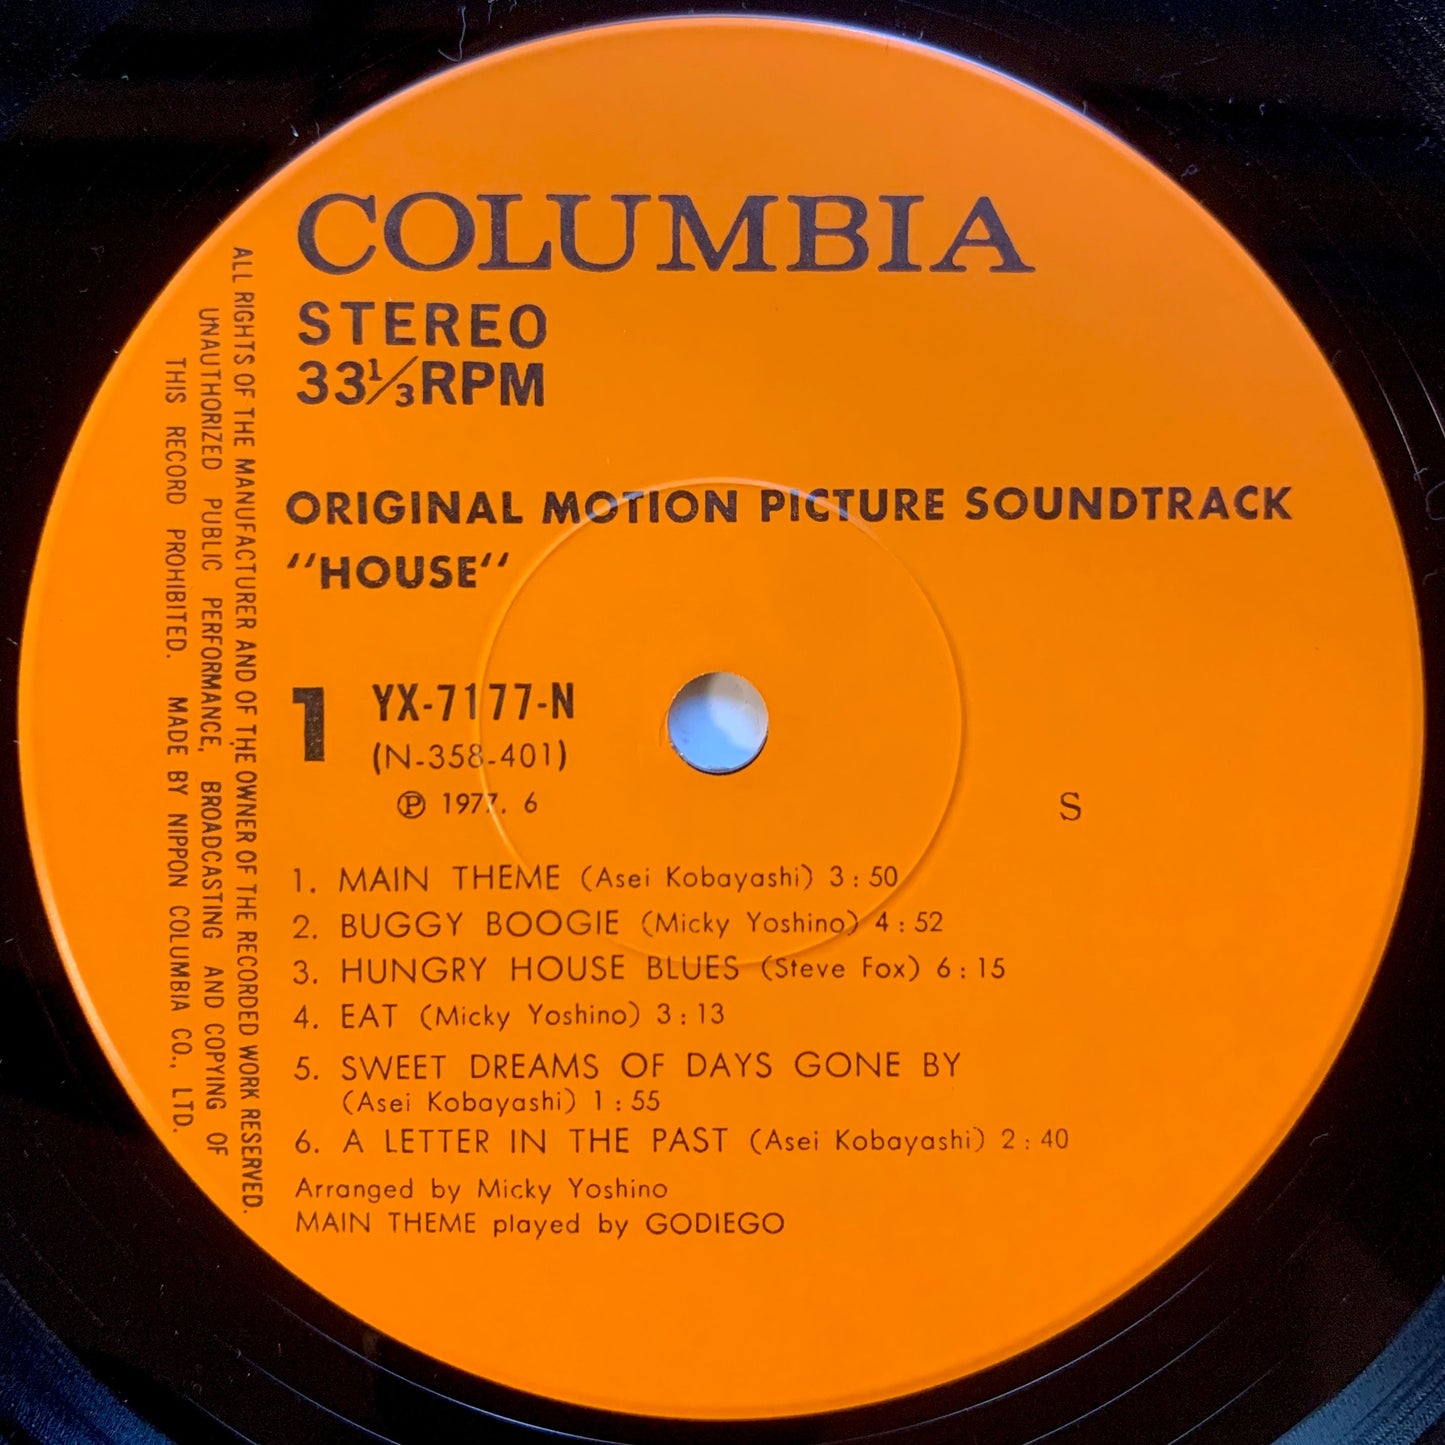 COLUMBIA
STEREO
33⅓RPM
ORIGINAL MOTION PICTURE SOUNDTRACK
"HOUSE"
1 YX-7177-N
(N-358-401)
Ⓟ 1977. 6
S
1. MAIN THEME (Asei Kobayashi) 3:50
2. BUGGY BOOGIE (Micky Yoshino) 4:52
3. HUNGRY HOUSE BLUES (Steve Fox) 6:15
4. EAT (Micky Yoshino) 3:13
5. SWEET DREAMS OF DAYS GONE BY
(Asei Kobayashi) 1:55
6. A LETTER IN THE PAST (Asei Kobayashi) 2:40
Arranged by Micky Yoshino
MAIN THEME played by GODIEGO
ALL RIGHTS OF THE MANUFACTURER AND OF THE OWNER OF THE RECORDED WORK RESERVED.
UNAUTHORIZED PUBLIC PERFORMANCE, BROADCASTING AND COPYING OF
THIS RECORD PROHIBITED. MADE BY NIPPON COLUMBIA CO., LTD.